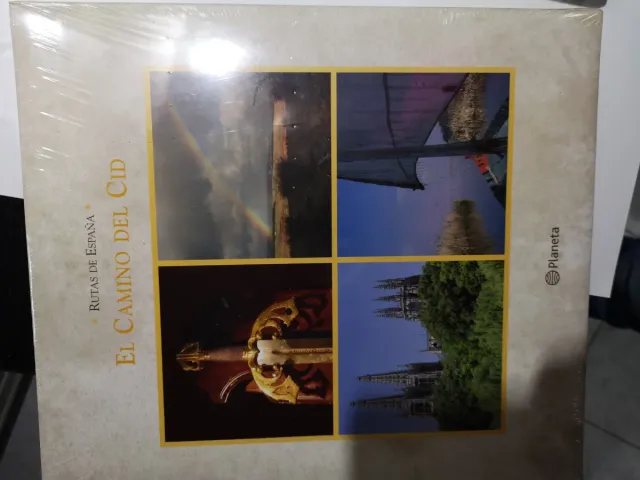 RUTAS DE ESPAÑA
EL CAMINO DEL CID
Planeta